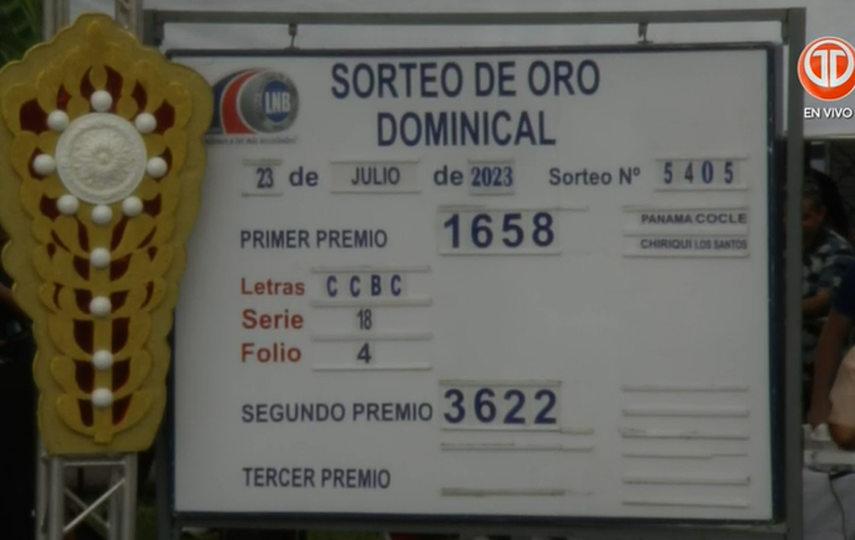 SORTEO DE ORO
DOMINICAL
LNB
EN VIVO
23 de JULIO de 2023 Sorteo Nº 5405
PRIMER PREMIO 1658 PANAMA COCLE
CHIRIQUI LOS SANTOS
Letras C C B C
Serie 18
Folio 4
SEGUNDO PREMIO 3622
TERCER PREMIO